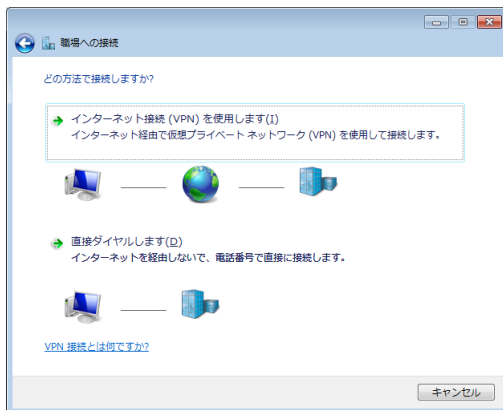 職場への接続
どの方法で接続しますか?
インターネット接続 (VPN) を使用します(I)
インターネット経由で仮想プライベート ネットワーク (VPN) を使用して接続します。
直接ダイヤルします(D)
インターネットを経由しないで、電話番号で直接に接続します。
VPN 接続とは何ですか?
キャンセル